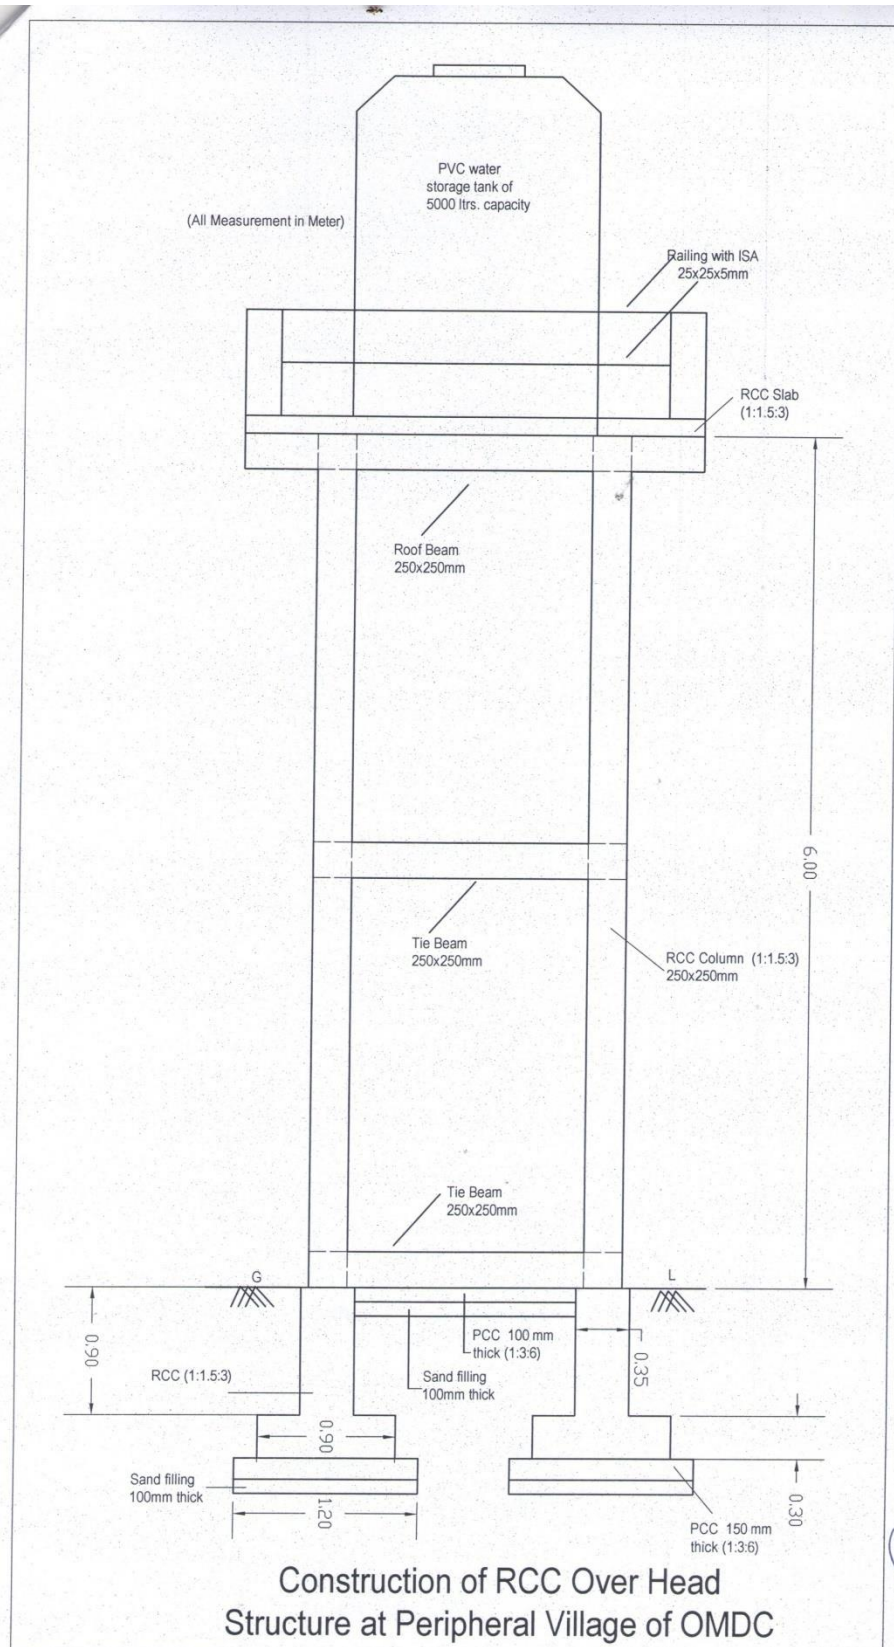 PVC water
storage tank of
5000 ltrs. capacity
(All Measurement in Meter)
Railing with ISA
25x25x5mm
RCC Slab
(1:1.5:3)
Roof Beam
250x250mm
6.00
Tie Beam
250x250mm
RCC Column (1:1.5:3)
250x250mm
Tie Beam
250x250mm
G
L
0.90
PCC 100 mm
thick (1:3:6)
0.35
Sand filling
100mm thick
RCC (1:1.5:3)
0.90
Sand filling
100mm thick
1.20
0.30
PCC 150 mm
thick (1:3:6)
Construction of RCC Over Head
Structure at Peripheral Village of OMDC